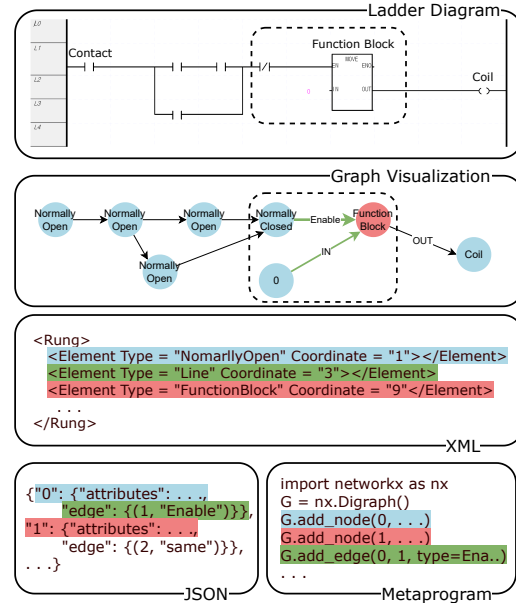 Ladder Diagram
L0
L1
L2
L3
L4
Contact
Function Block
MOVE
EN
ENO
0
IN
OUT
Coil
Graph Visualization
Normally Open
Normally Open
Normally Open
Normally Closed
Enable
Function Block
OUT
Normally Open
IN
0
Coil
<Rung>
<Element Type = "NomarllyOpen" Coordinate = "1"></Element>
<Element Type = "Line" Coordinate = "3"></Element>
<Element Type = "FunctionBlock" Coordinate = "9"</Element>
. . .
</Rung>
XML
{"0": {"attributes": . . .,
"edge": {(1, "Enable")}},
"1": {"attributes": . . .,
"edge": {(2, "same")}},
. . .}
JSON
import networkx as nx
G = nx.Digraph()
G.add_node(0, . . .)
G.add_node(1, . . .)
G.add_edge(0, 1, type=Ena..)
. . .
Metaprogram